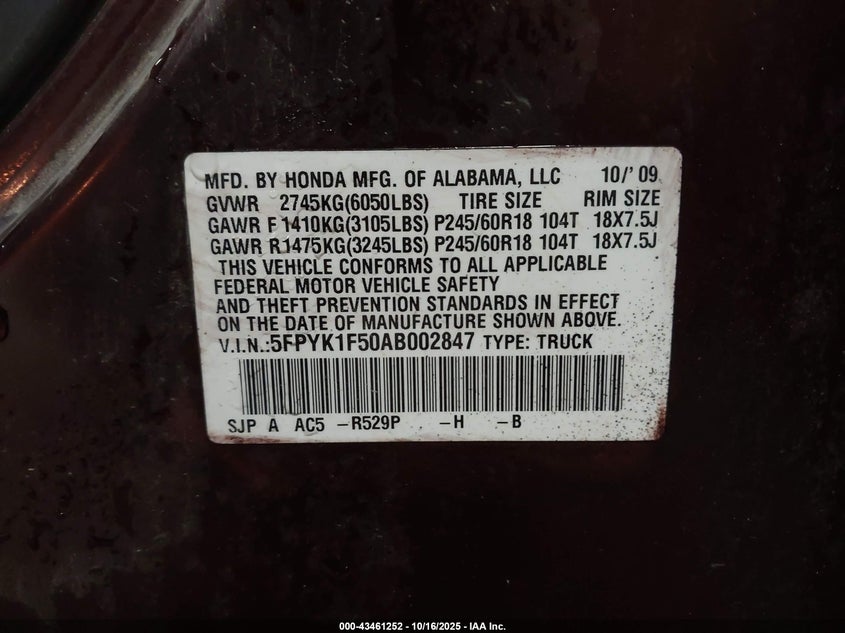 MFD. BY HONDA MFG. OF ALABAMA, LLC 10/'09
GVWR 2745KG(6050LBS) TIRE SIZE RIM SIZE
GAWR F1410KG(3105LBS) P245/60R18 104T 18X7.5J
GAWR R1475KG(3245LBS) P245/60R18 104T 18X7.5J
THIS VEHICLE CONFORMS TO ALL APPLICABLE
FEDERAL MOTOR VEHICLE SAFETY
AND THEFT PREVENTION STANDARDS IN EFFECT
ON THE DATE OF MANUFACTURE SHOWN ABOVE.
V.I.N.:5FPYK1F50AB002847 TYPE: TRUCK
SJP A AC5 -R529P -H -B
000-43461252 - 10/16/2025 - IAA Inc.